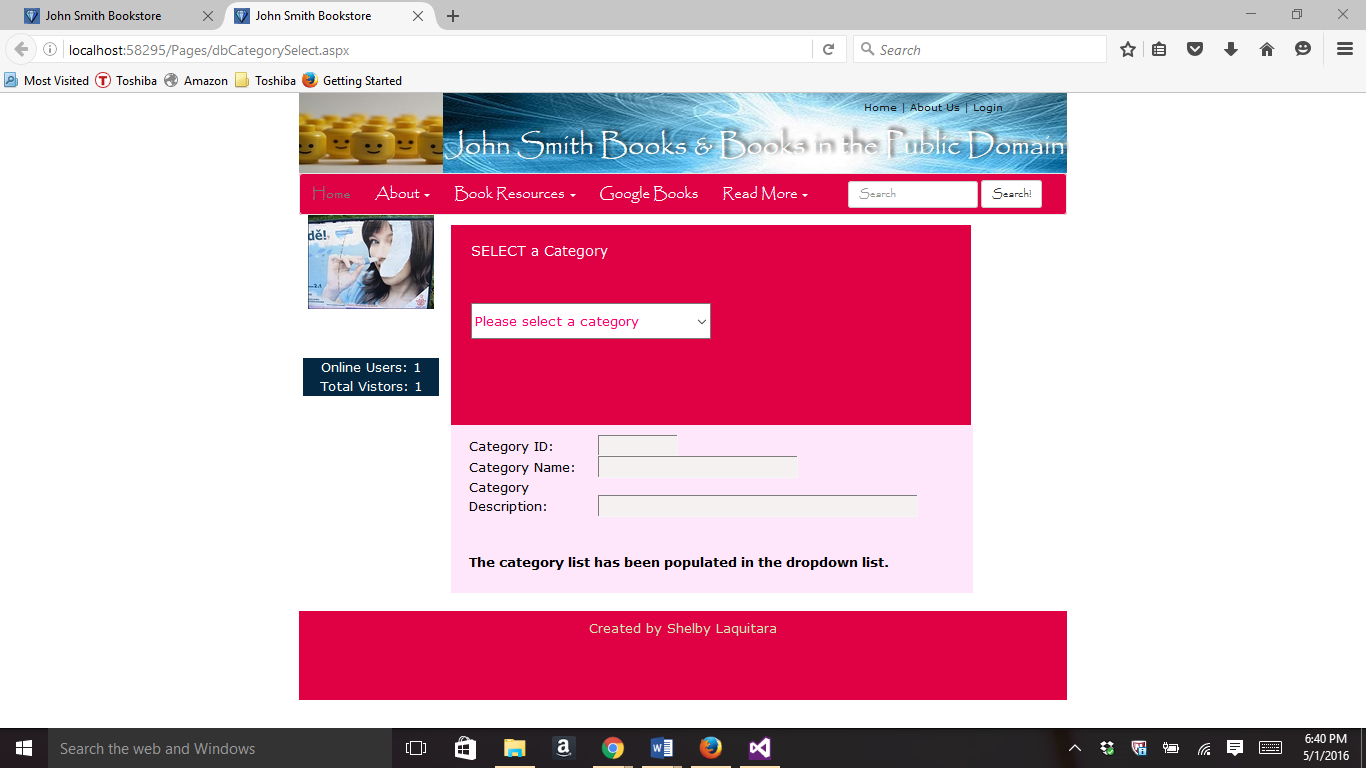 John Smith Bookstore
John Smith Bookstore
localhost:58295/Pages/dbCategorySelect.aspx
Search
Most Visited Toshiba Amazon Toshiba Getting Started
Home | About Us | Login
John Smith Books & Books in the Public Domain
Home About Book Resources Google Books Read More Search Search!
dě!
SELECT a Category
Please select a category
Online Users: 1
Total Vistors: 1
Category ID:
Category Name:
Category
Description:
The category list has been populated in the dropdown list.
Created by Shelby Laquitara
Search the web and Windows
6:40 PM
5/1/2016